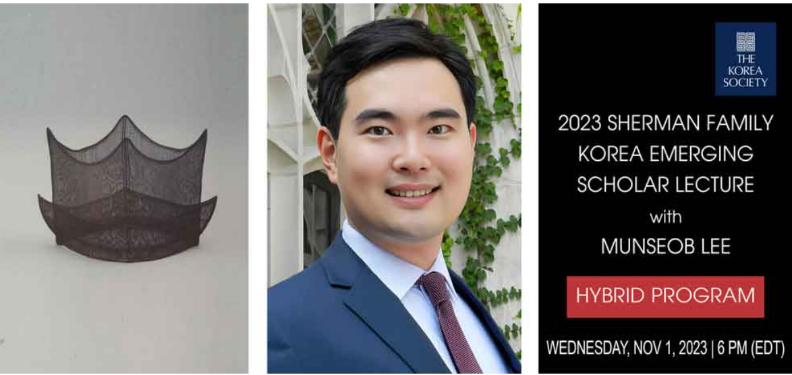 THE
KOREA
SOCIETY
2023 SHERMAN FAMILY
KOREA EMERGING
SCHOLAR LECTURE
with
MUNSEOB LEE
HYBRID PROGRAM
WEDNESDAY, NOV 1, 2023 | 6 PM (EDT)